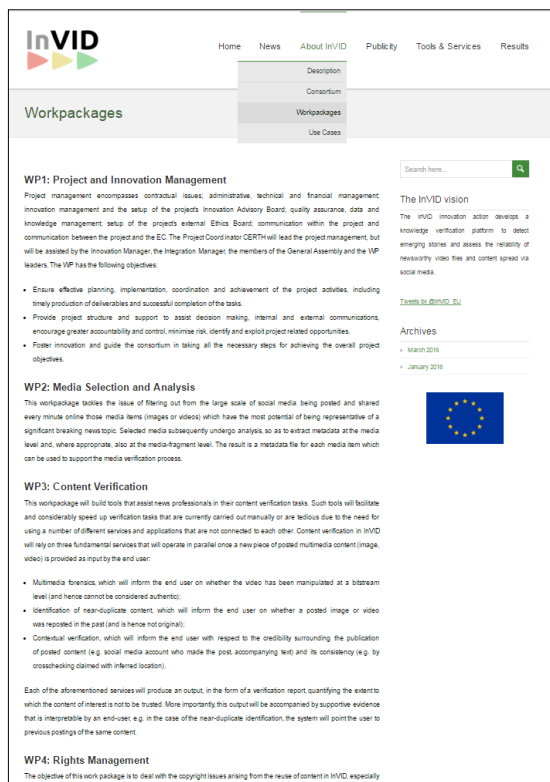 InVID
Home News About InVID Publicity Tools & Services Results
Description
Consortium
Workpackages
Use Cases
Workpackages
WP1: Project and Innovation Management
Project management encompasses contractual issues; administrative, technical and financial management;
innovation management and the setup of the project's Innovation Advisory Board; quality assurance, data and
knowledge management; setup of the project's external Ethics Board; communication within the project and
communication between the project and the EC. The Project Coordinator CERTH will lead the project management, but
will be assisted by the Innovation Manager, the Integration Manager, the members of the General Assembly and the WP
leaders. The WP has the following objectives:
Ensure effective planning, implementation, coordination and achievement of the project activities, including
timely production of deliverables and successful completion of the tasks.
Provide project structure and support to assist decision making, internal and external communications,
encourage greater accountability and control, minimise risk, identify and exploit project related opportunities.
Foster innovation and guide the consortium in taking all the necessary steps for achieving the overall project
objectives.
WP2: Media Selection and Analysis
This workpackage tackles the issue of filtering out from the large scale of social media being posted and shared
every minute online those media items (images or videos) which have the most potential of being representative of a
significant breaking news topic. Selected media subsequently undergo analysis, so as to extract metadata at the media
level and, where appropriate, also at the media-fragment level. The result is a metadata file for each media item which
can be used to support the media verification process.
WP3: Content Verification
This workpackage will build tools that assist news professionals in their content verification tasks. Such tools will facilitate
and considerably speed up verification tasks that are currently carried out manually or are tedious due to the need for
using a number of different services and applications that are not connected to each other. Content verification in InVID
will rely on three fundamental services that will operate in parallel once a new piece of posted multimedia content (image,
video) is provided as input by the end user:
Multimedia forensics, which will inform the end user on whether the video has been manipulated at a bitstream
level (and hence cannot be considered authentic);
Identification of near-duplicate content, which will inform the end user on whether a posted image or video
was reposted in the past (and is hence not original);
Contextual verification, which will inform the end user with respect to the credibility surrounding the publication
of posted content (e.g. social media account who made the post, accompanying text) and its consistency (e.g. by
crosschecking claimed with inferred location).
Each of the aforementioned services will produce an output, in the form of a verification report, quantifying the extent to
which the content of interest is not to be trusted. More importantly, this output will be accompanied by supportive evidence
that is interpretable by an end-user, e.g. in the case of the near-duplicate identification, the system will point the user to
previous postings of the same content.
WP4: Rights Management
The objective of this work package is to deal with the copyright issues arising from the reuse of content in InVID, especially
Search here...
The InVID vision
The InVID innovation action develops a
knowledge verification platform to detect
emerging stories and assess the reliability of
newsworthy video files and content spread via
social media.
Tweets by @InVID_EU
Archives
March 2016
January 2016